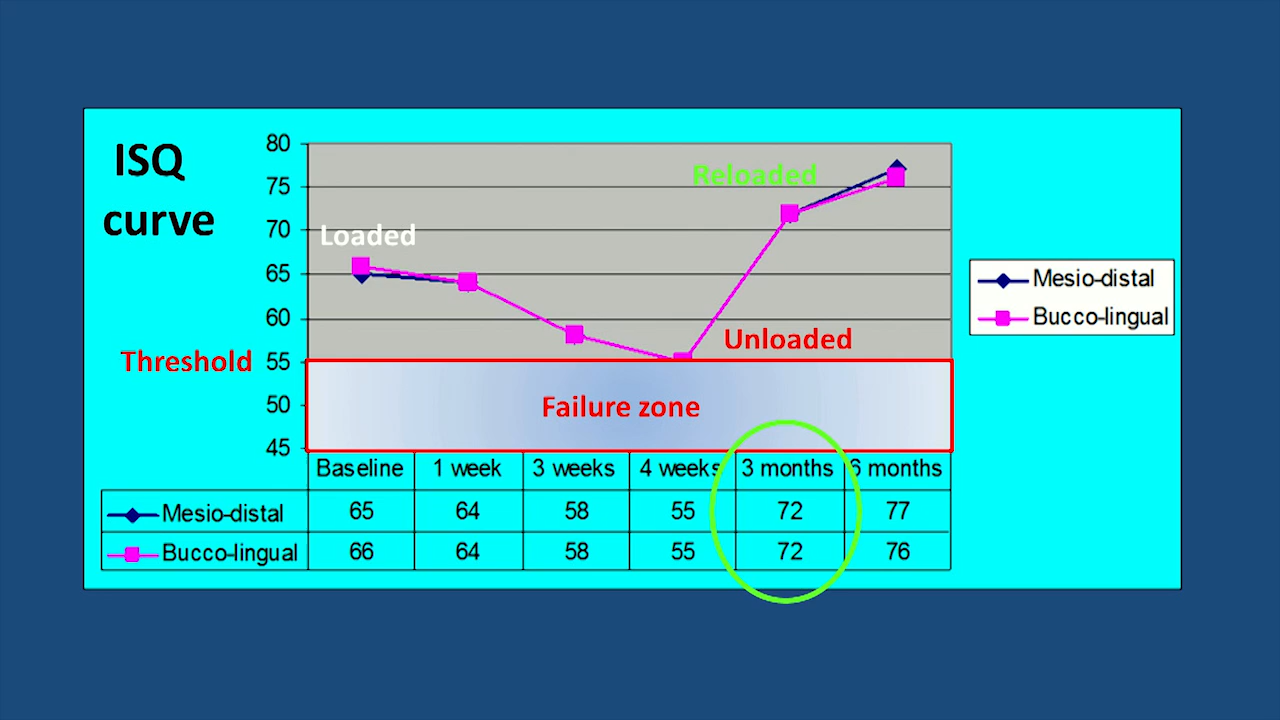 ISQ
curve
80
75
70
65
60
55
50
45
Reloaded
Loaded
Unloaded
Threshold
Failure zone
Mesio-distal
Bucco-lingual
Baseline 1 week 3 weeks 4 weeks 3 months 6 months
Mesio-distal 65 64 58 55 72 77
Bucco-lingual 66 64 58 55 72 76